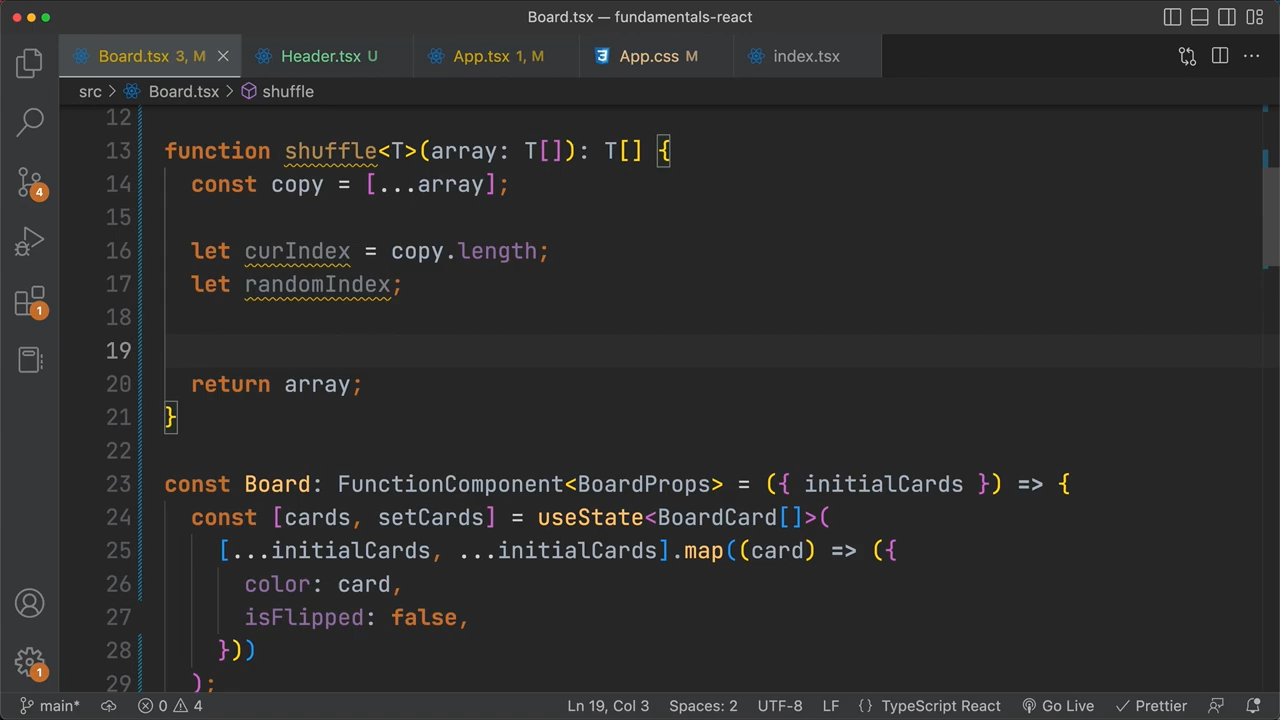 Board.tsx — fundamentals-react
Board.tsx 3, M
Header.tsx U
App.tsx 1, M
App.css M
index.tsx
src > Board.tsx > shuffle
12
13 function shuffle<T>(array: T[]): T[] {
14 const copy = [...array];
15
16 let curIndex = copy.length;
17 let randomIndex;
18
19
20 return array;
21 }
22
23 const Board: FunctionComponent<BoardProps> = ({ initialCards }) => {
24 const [cards, setCards] = useState<BoardCard[]>(
25 [...initialCards, ...initialCards].map((card) => ({
26 color: card,
27 isFlipped: false,
28 }))
29 );
4
1
1
main* 0 4 Ln 19, Col 3 Spaces: 2 UTF-8 LF {} TypeScript React Go Live Prettier